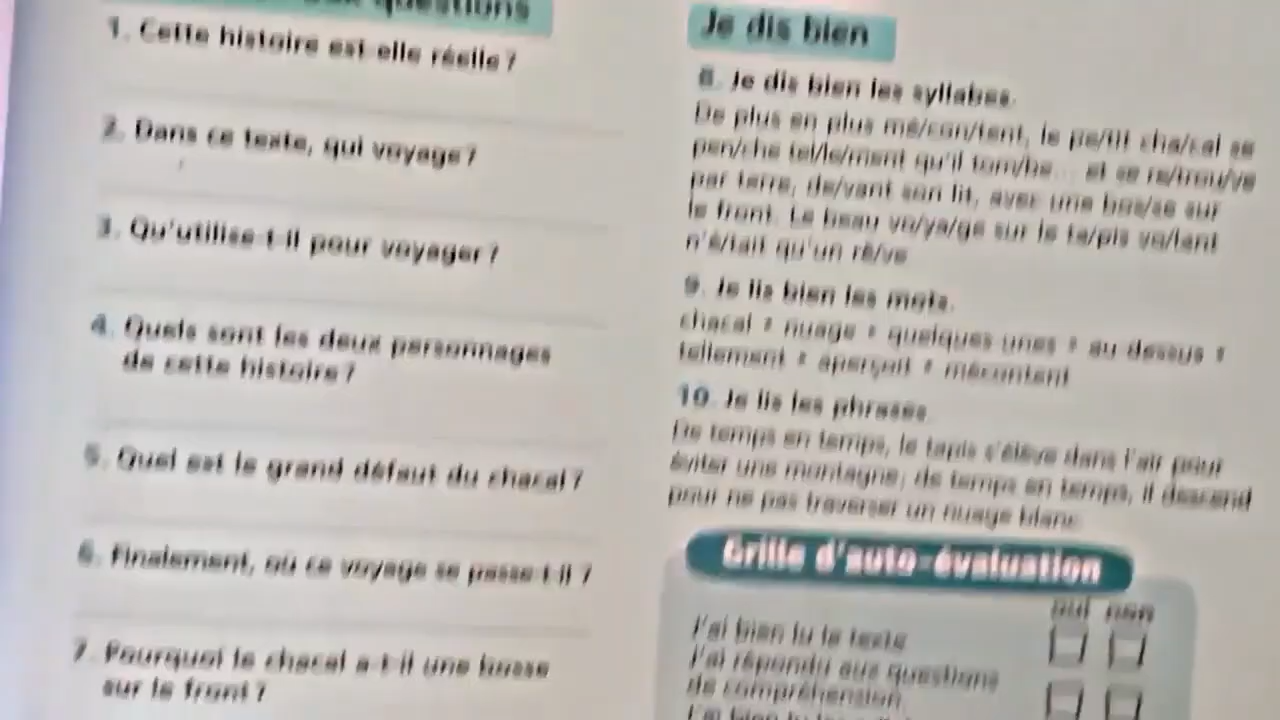 questions
1. Cette histoire est-elle réelle ?
2. Dans ce texte, qui voyage ?
3. Qu'utilise-t-il pour voyager ?
4. Quels sont les deux personnages
de cette histoire ?
5. Quel est le grand défaut du chacal ?
6. Finalement, où ce voyage se passe-t-il ?
7. Pourquoi le chacal a-t-il une bosse
sur le front ?
Je dis bien
8. Je dis bien les syllabes.
De plus en plus mé/con/tent, le pe/tit cha/cal se
pen/che tel/le/ment qu'il tom/be... et se re/trou/ve
par terre, de/vant son lit, avec une bos/se sur
le front. Le beau vo/ya/ge sur le ta/pis vo/lant
n'é/tait qu'un rê/ve
9. Je lis bien les mots.
chacal * nuage * quelques-unes * au-dessus *
tellement * aperçoit * mécontent
10. Je lis les phrases.
De temps en temps, le tapis s'élève dans l'air pour
éviter une montagne; de temps en temps, il descend
pour ne pas traverser un nuage blanc.
Grille d'auto-évaluation
oui non
J'ai bien lu le texte
J'ai répondu aux questions
de compréhension.
J'ai bien lu les